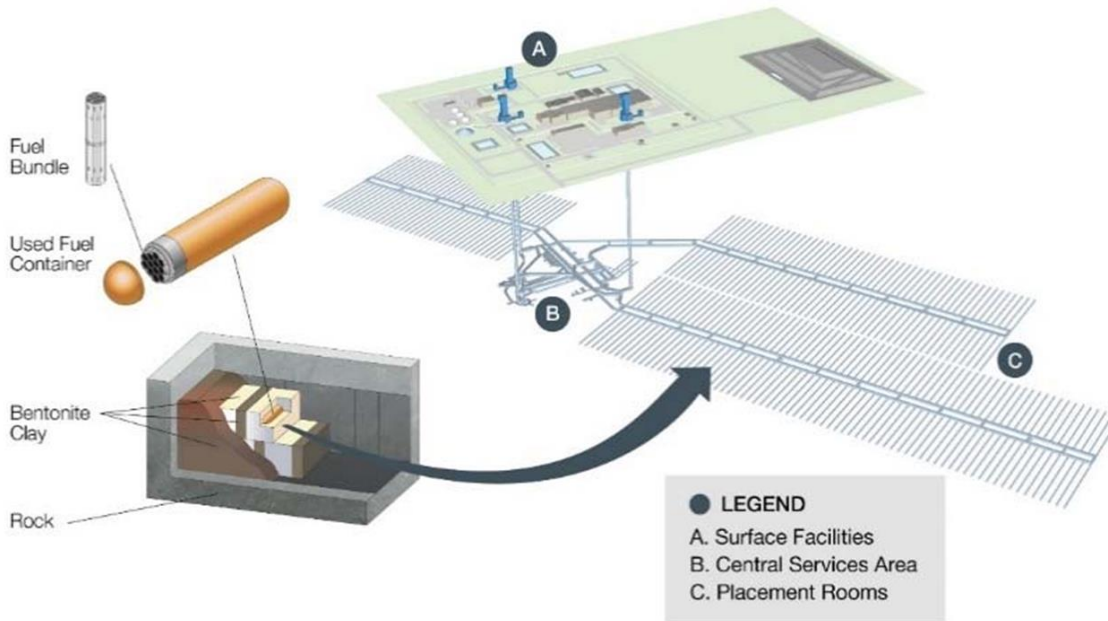 A
Fuel
Bundle
Used Fuel
Container
B
C
Bentonite
Clay
Rock
LEGEND
A. Surface Facilities
B. Central Services Area
C. Placement Rooms